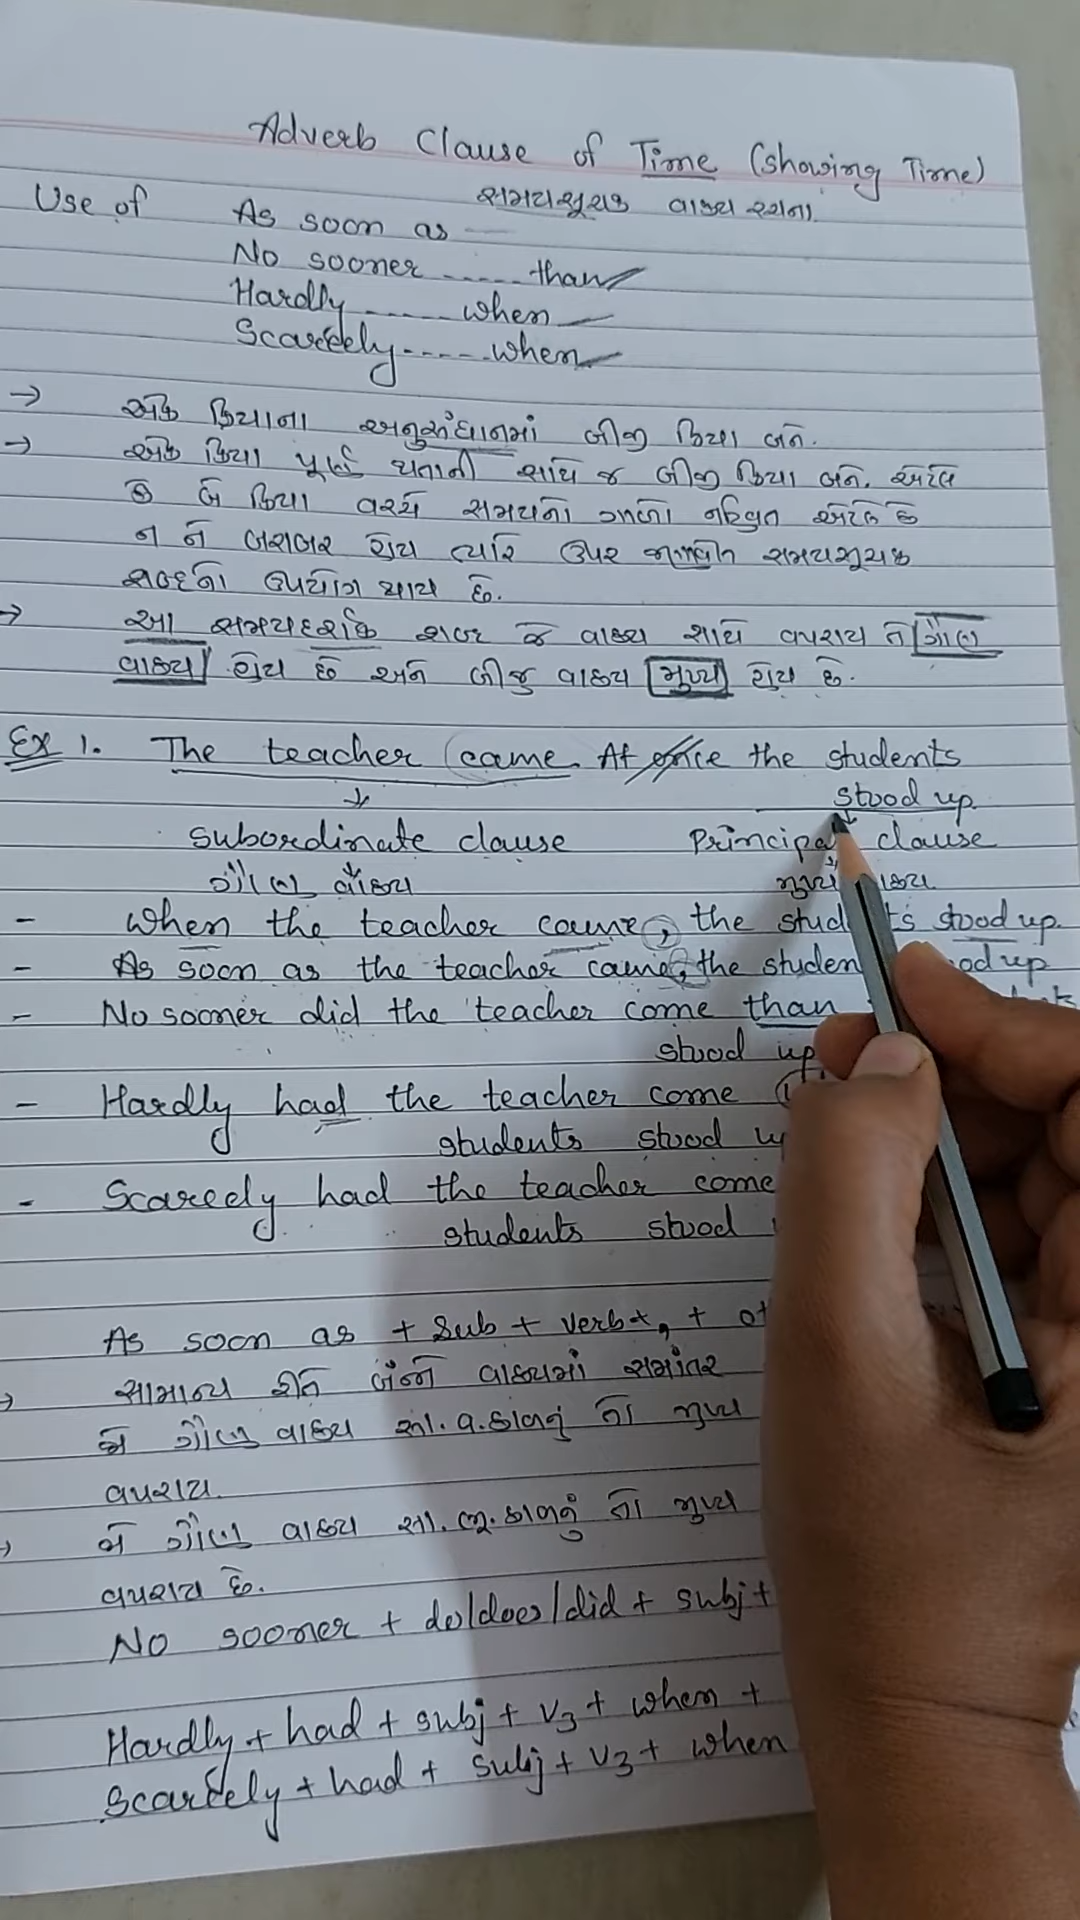 Adverb Clause of Time (showing Time)
સમયસૂચક વાક્ય રચના.
Use of As soon as
No sooner ...... than
Hardly ...... when
Scarcely ...... when
→ એક ક્રિયાના અનુસંધાનમાં બીજી ક્રિયા બને.
→ એક ક્રિયા પૂર્ણ થતાની સાથે જ બીજી ક્રિયા બને. એટલે
કે બે ક્રિયા વચ્ચે સમયનો ગાળો નહિવત એટલે કે
ન ને બરાબર હોય ત્યારે ઉપર મુજબ સમયસૂચક
શબ્દનો ઉપયોગ થાય છે.
→ આ સમયદર્શક શબ્દ જે વાક્ય સાથે વપરાય તે ગૌણ
વાક્ય હોય છે અને બીજુ વાક્ય મુખ્ય હોય છે.
Ex 1. The teacher came. At once the students
stood up
Subordinate clause Principal clause
ગૌણ વાક્ય
- When the teacher came, the students stood up.
- As soon as the teacher came, the
- No sooner did the teacher come than
stood up
- Hardly had the teacher come
students stood
- Scarcely had the teacher come
students stood
As soon as + Sub + verb +
→ સામાન્ય રીતે બંને વાક્યમાં સમાંતર
જો ગૌણ વાક્ય સા.વ.કાળનું તો મુખ્ય
વપરાય.
→ જો ગૌણ વાક્ય સા.ભૂ.કાળનું તો મુખ્ય
વપરાય છે.
No sooner + do/does/did + subj +
Hardly + had + subj + v3 + when +
Scarcely + had + subj + v3 + when